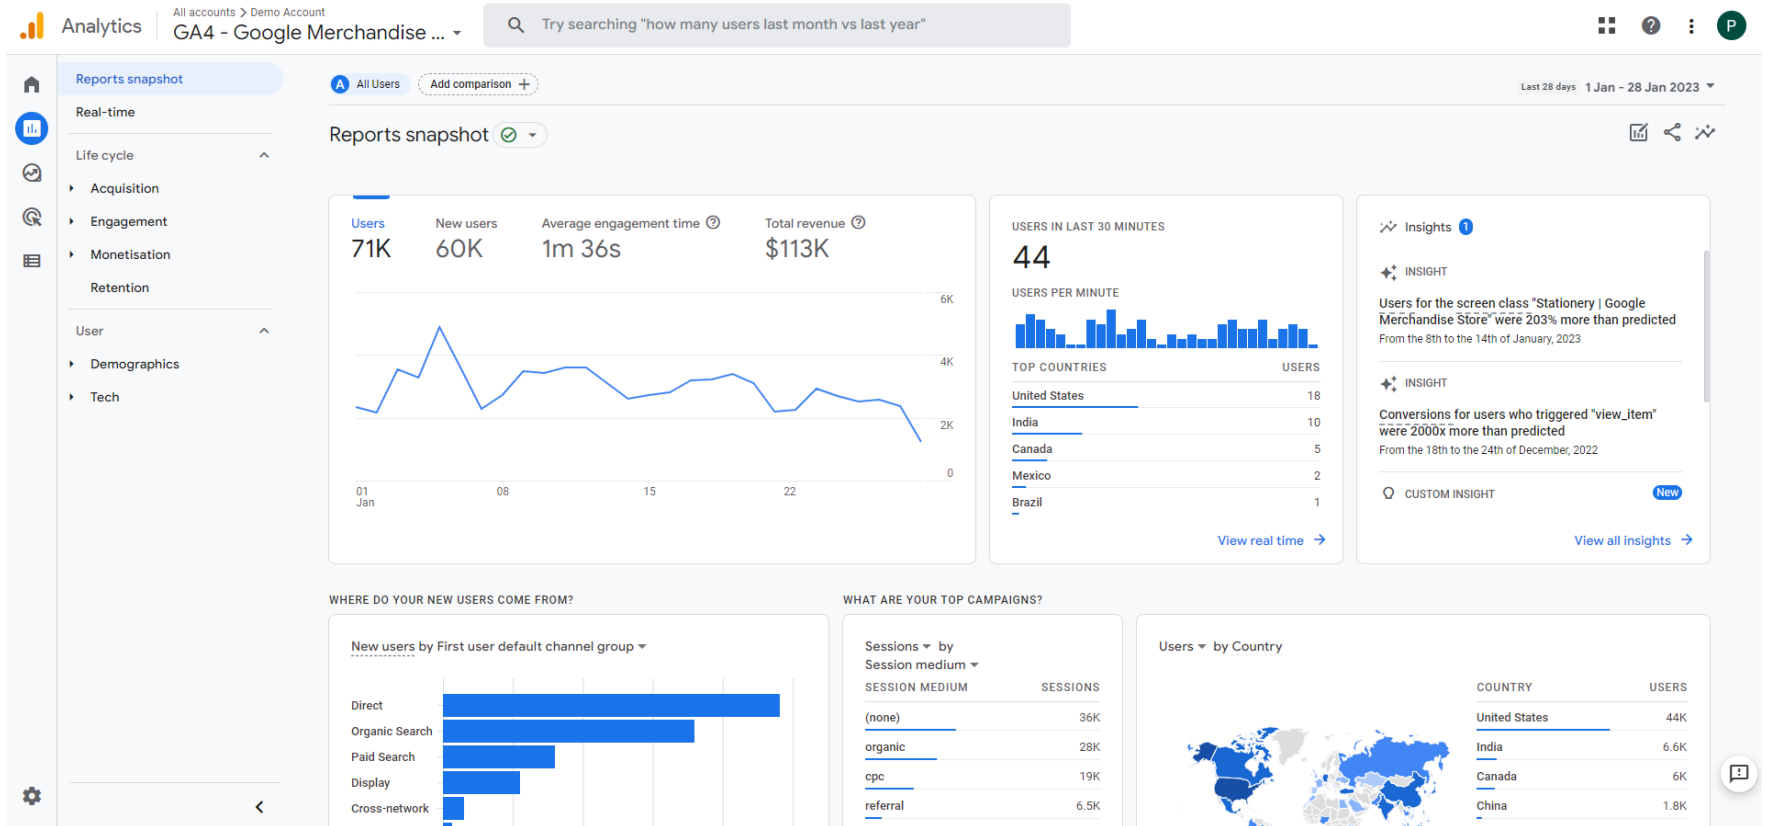 Analytics
All accounts > Demo Account
GA4 - Google Merchandise ...
Try searching "how many users last month vs last year"
?
P
Reports snapshot
Real-time
Life cycle
Acquisition
Engagement
Monetisation
Retention
User
Demographics
Tech
A All Users
Add comparison +
Last 28 days 1 Jan - 28 Jan 2023
Reports snapshot
Users
71K
New users
60K
Average engagement time ?
1m 36s
Total revenue ?
$113K
6K
4K
2K
0
01
Jan
08
15
22
USERS IN LAST 30 MINUTES
44
USERS PER MINUTE
TOP COUNTRIES USERS
United States 18
India 10
Canada 5
Mexico 2
Brazil 1
View real time
Insights 1
INSIGHT
Users for the screen class "Stationery | Google
Merchandise Store" were 203% more than predicted
From the 8th to the 14th of January, 2023
INSIGHT
Conversions for users who triggered "view_item"
were 2000x more than predicted
From the 18th to the 24th of December, 2022
CUSTOM INSIGHT New
View all insights
WHERE DO YOUR NEW USERS COME FROM?
New users by First user default channel group
Direct
Organic Search
Paid Search
Display
Cross-network
WHAT ARE YOUR TOP CAMPAIGNS?
Sessions by
Session medium
SESSION MEDIUM SESSIONS
(none) 36K
organic 28K
cpc 19K
referral 6.5K
Users by Country
COUNTRY USERS
United States 44K
India 6.6K
Canada 6K
China 1.8K